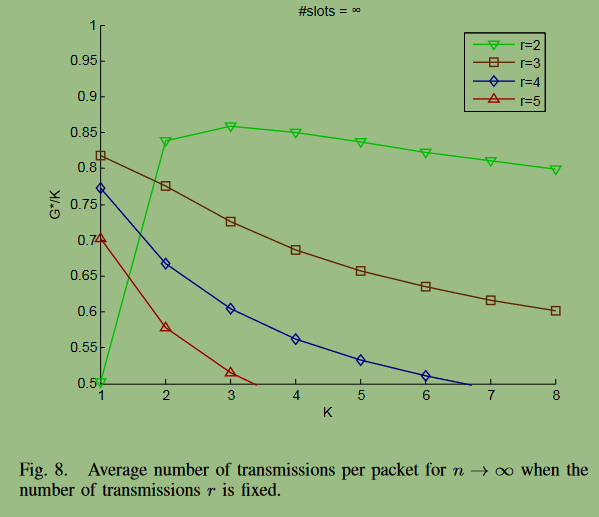 #slots = ∞
1
0.95
0.9
0.85
0.8
0.75
0.7
0.65
0.6
0.55
0.5
G*/K
r=2
r=3
r=4
r=5
1 2 3 4 5 6 7 8
K
Fig. 8. Average number of transmissions per packet for n → ∞ when the
number of transmissions r is fixed.